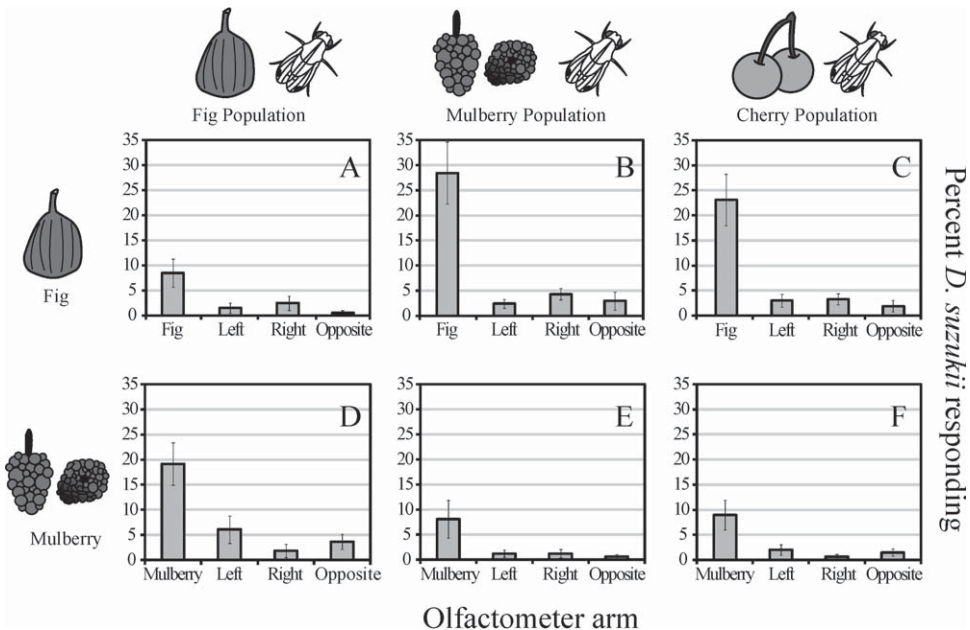 Fig Population Mulberry Population Cherry Population
Fig
A
35
30
25
20
15
10
5
0
Fig Left Right Opposite
B
35
30
25
20
15
10
5
0
Fig Left Right Opposite
C
35
30
25
20
15
10
5
0
Fig Left Right Opposite
Mulberry
D
35
30
25
20
15
10
5
0
Mulberry Left Right Opposite
E
35
30
25
20
15
10
5
0
Mulberry Left Right Opposite
F
35
30
25
20
15
10
5
0
Mulberry Left Right Opposite
Percent D. suzukii responding
Olfactometer arm